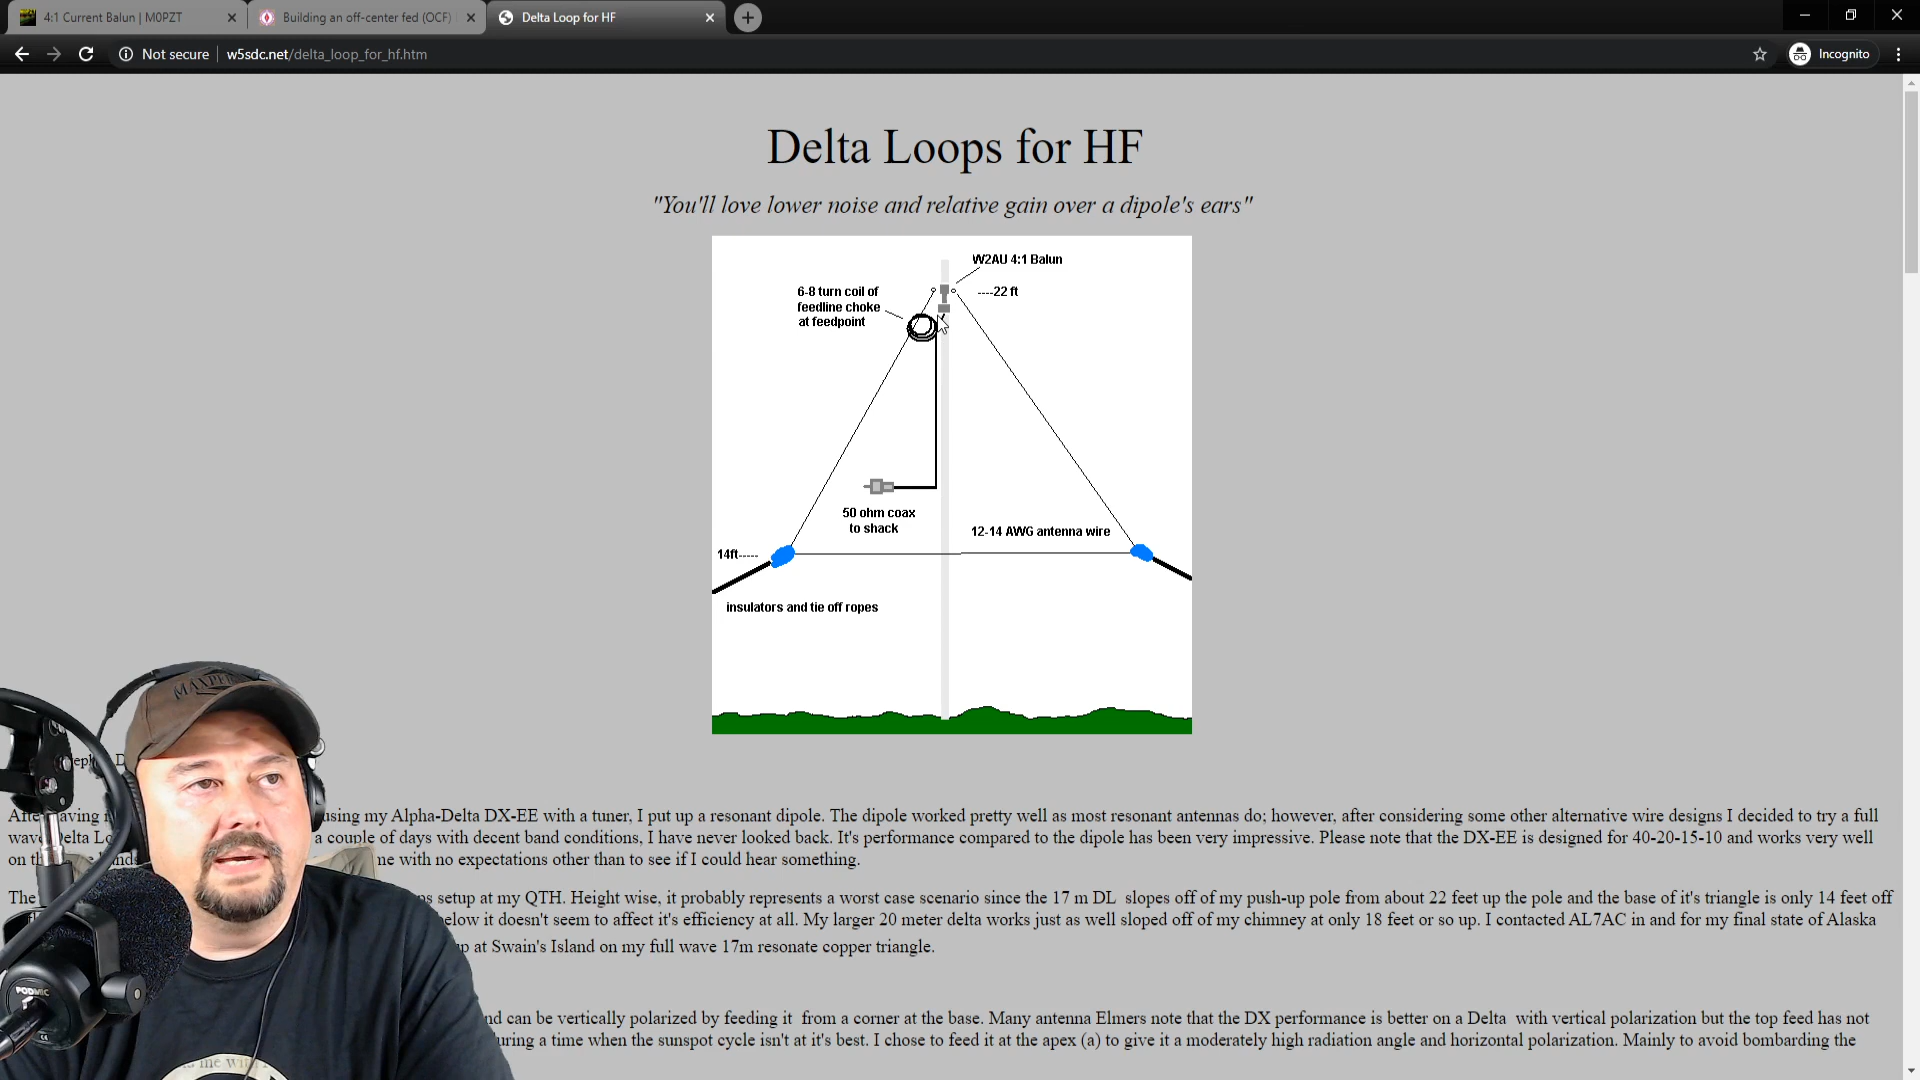 4:1 Current Balun | M0PZT
Building an off-center fed (OCF)
Delta Loop for HF
Not secure
w5sdc.net/delta_loop_for_hf.htm
Incognito
Delta Loops for HF
"You'll love lower noise and relative gain over a dipole's ears"
W2AU 4:1 Balun
6-8 turn coil of
feedline choke
at feedpoint
----22 ft
50 ohm coax
to shack
12-14 AWG antenna wire
14ft-----
insulators and tie off ropes
using my Alpha-Delta DX-EE with a tuner, I put up a resonant dipole. The dipole worked pretty well as most resonant antennas do; however, after considering some other alternative wire designs I decided to try a full
wave Delta a couple of days with decent band conditions, I have never looked back. It's performance compared to the dipole has been very impressive. Please note that the DX-EE is designed for 40-20-15-10 and works very well
on me with no expectations other than to see if I could hear something.
The setup at my QTH. Height wise, it probably represents a worst case scenario since the 17 m DL slopes off of my push-up pole from about 22 feet up the pole and the base of it's triangle is only 14 feet off
below it doesn't seem to affect it's efficiency at all. My larger 20 meter delta works just as well sloped off of my chimney at only 18 feet or so up. I contacted AL7AC in and for my final state of Alaska
up at Swain's Island on my full wave 17m resonate copper triangle.
can be vertically polarized by feeding it from a corner at the base. Many antenna Elmers note that the DX performance is better on a Delta with vertical polarization but the top feed has not
during a time when the sunspot cycle isn't at it's best. I chose to feed it at the apex (a) to give it a moderately high radiation angle and horizontal polarization. Mainly to avoid bombarding the
PODMIC